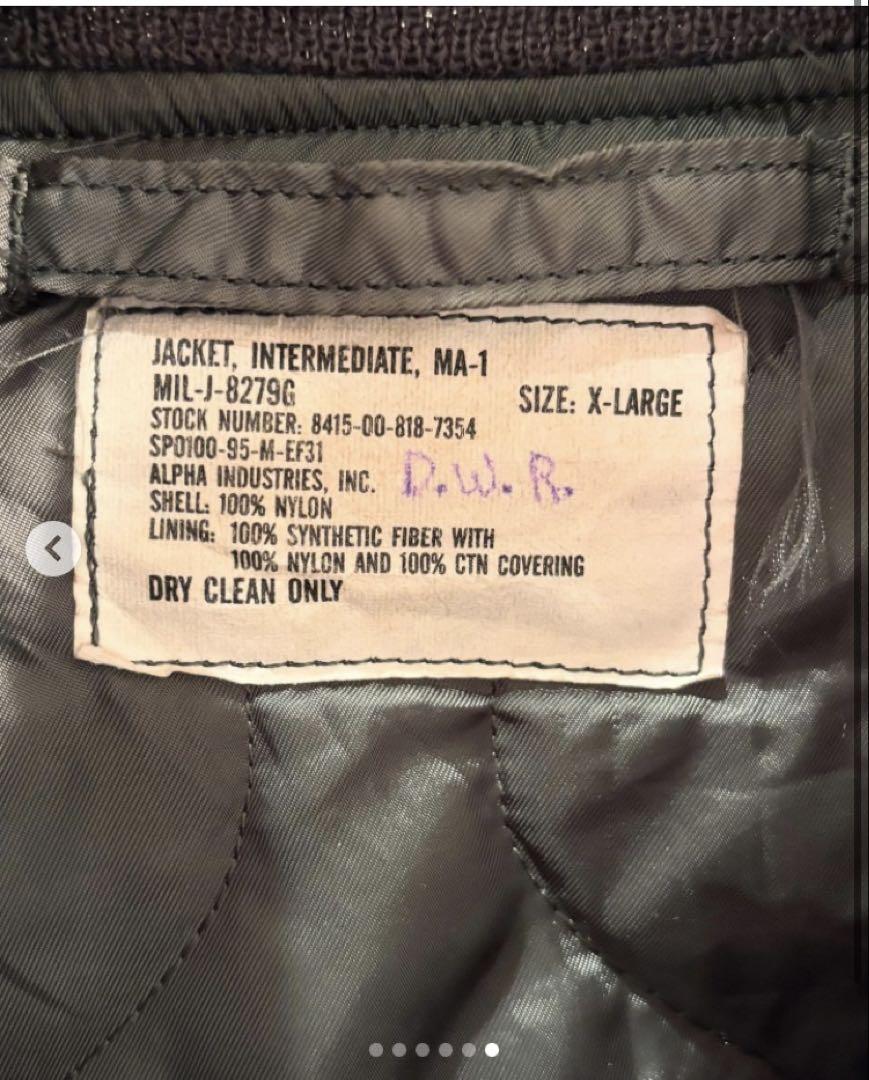 JACKET, INTERMEDIATE, MA-1
MIL-J-8279G
SIZE: X-LARGE
STOCK NUMBER: 8415-00-818-7354
SP0100-95-M-EF31
ALPHA INDUSTRIES, INC.
D.W.R.
SHELL: 100% NYLON
LINING: 100% SYNTHETIC FIBER WITH
100% NYLON AND 100% CTN COVERING
DRY CLEAN ONLY